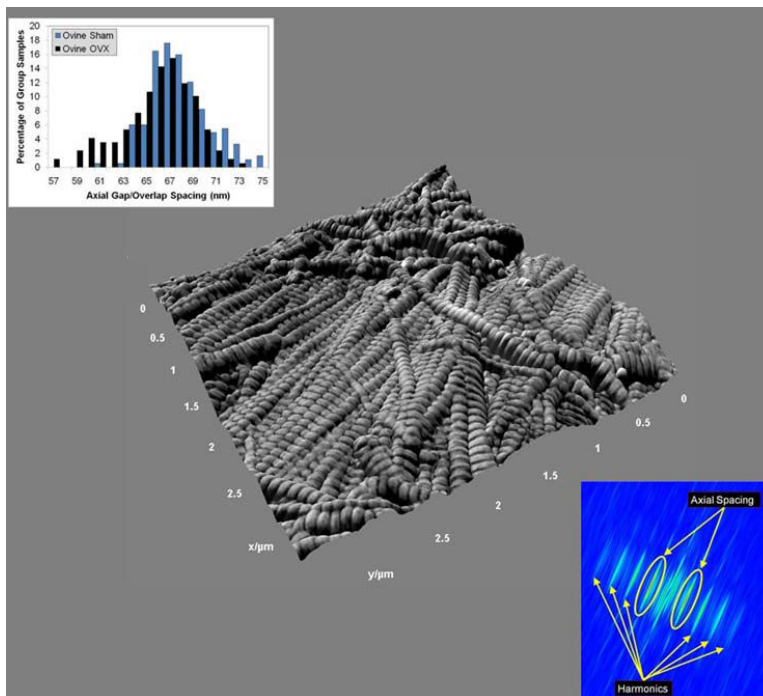 20
18
16
14
12
10
8
6
4
2
0
Percentage of Group Samples
Ovine Sham
Ovine OVX
57 59 61 63 65 67 69 71 73 75
Axial Gap/Overlap Spacing (nm)
0
0.5
1
1.5
2
2.5
x/µm
0
0.5
1
1.5
2
2.5
y/µm
Axial Spacing
Harmonics